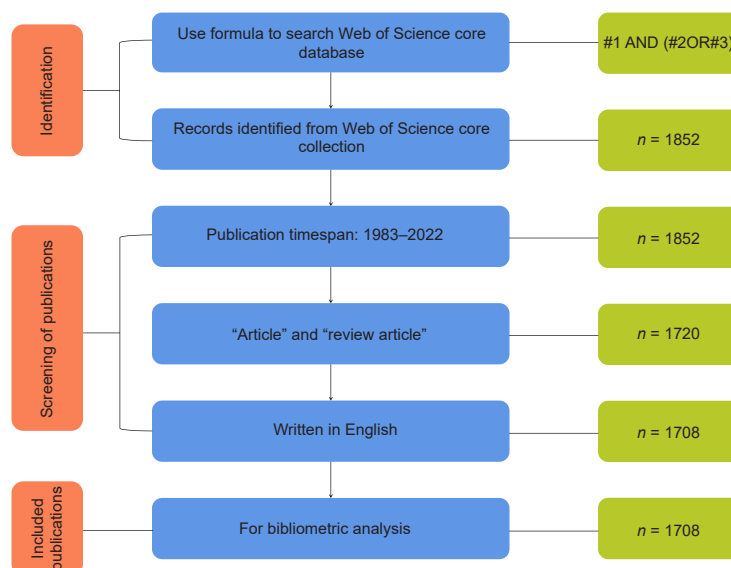 Identification
Use formula to search Web of Science core
database
#1 AND (#2OR#3)
Records identified from Web of Science core
collection
n = 1852
Screening of publications
Publication timespan: 1983–2022
n = 1852
“Article” and “review article”
n = 1720
Written in English
n = 1708
Included
publications
For bibliometric analysis
n = 1708